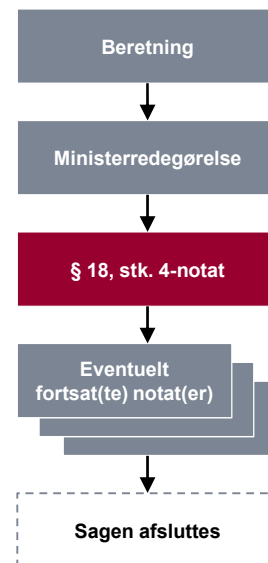 Beretning
Ministerredegørelse
§ 18, stk. 4-notat
Eventuelt
fortsat(te) notat(er)
Sagen afsluttes